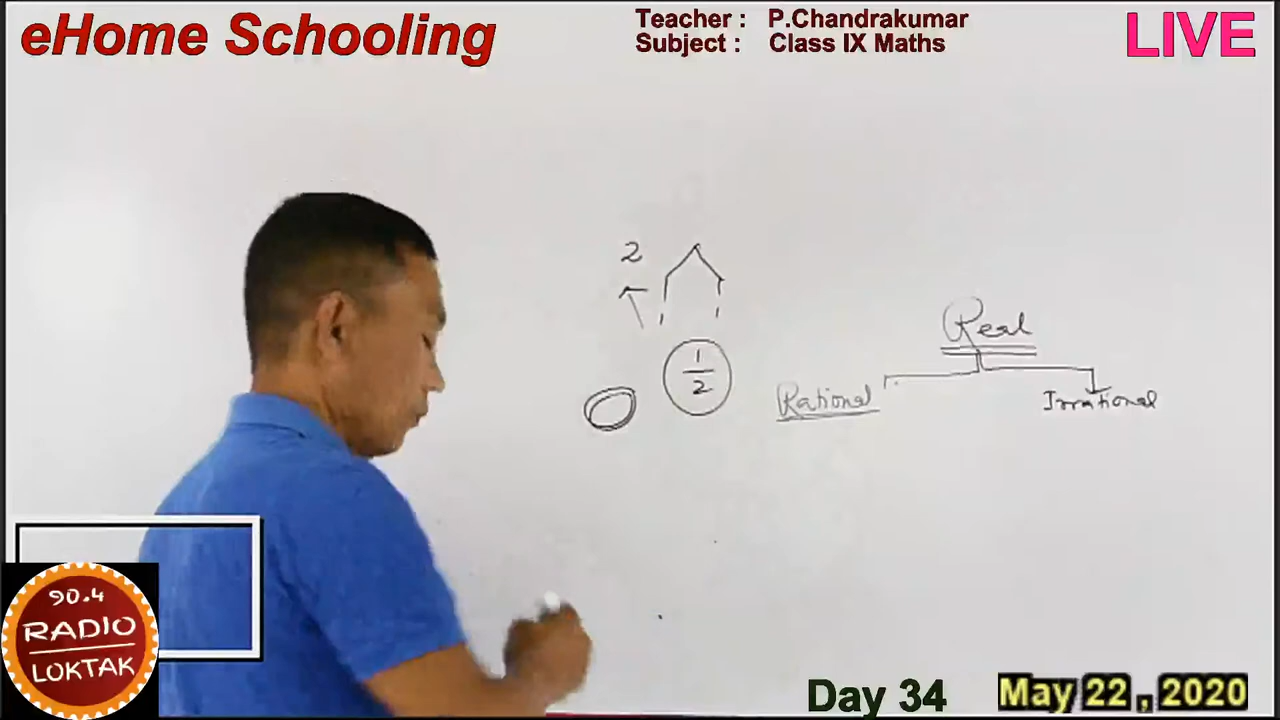 eHome Schooling
Teacher : P.Chandrakumar
Subject : Class IX Maths
LIVE
2
1
2
Real
Rational
Irrational
90.4
RADIO
LOKTAK
Day 34
May 22 , 2020